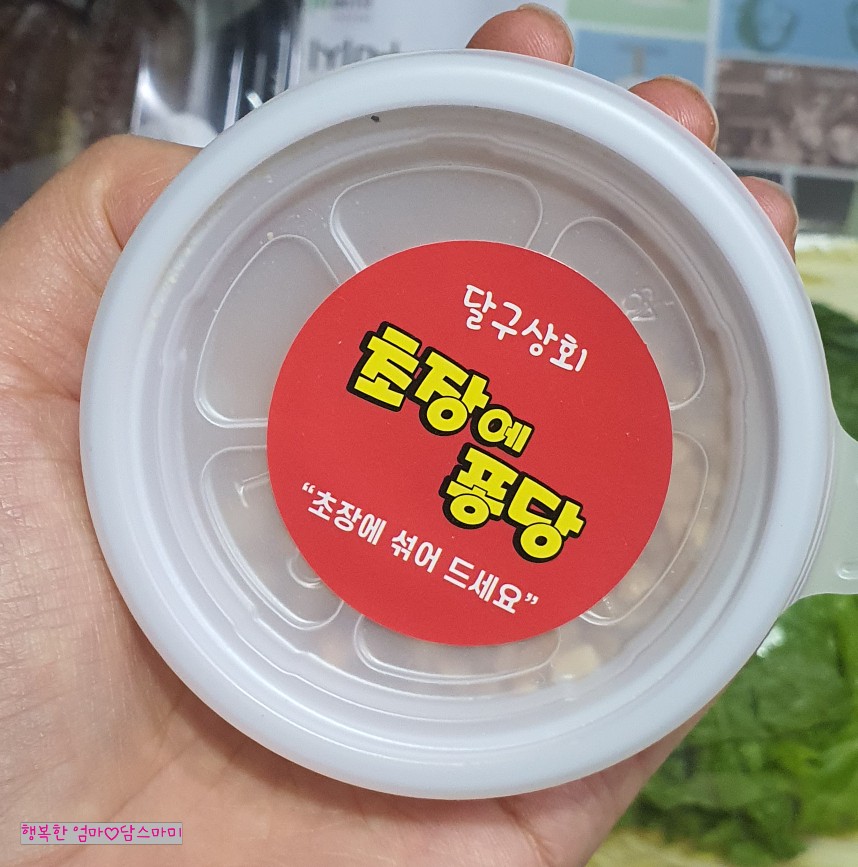 달구상회
초장에
퐁당
“초장에 섞어 드세요”
행복한 엄마♡담스마미